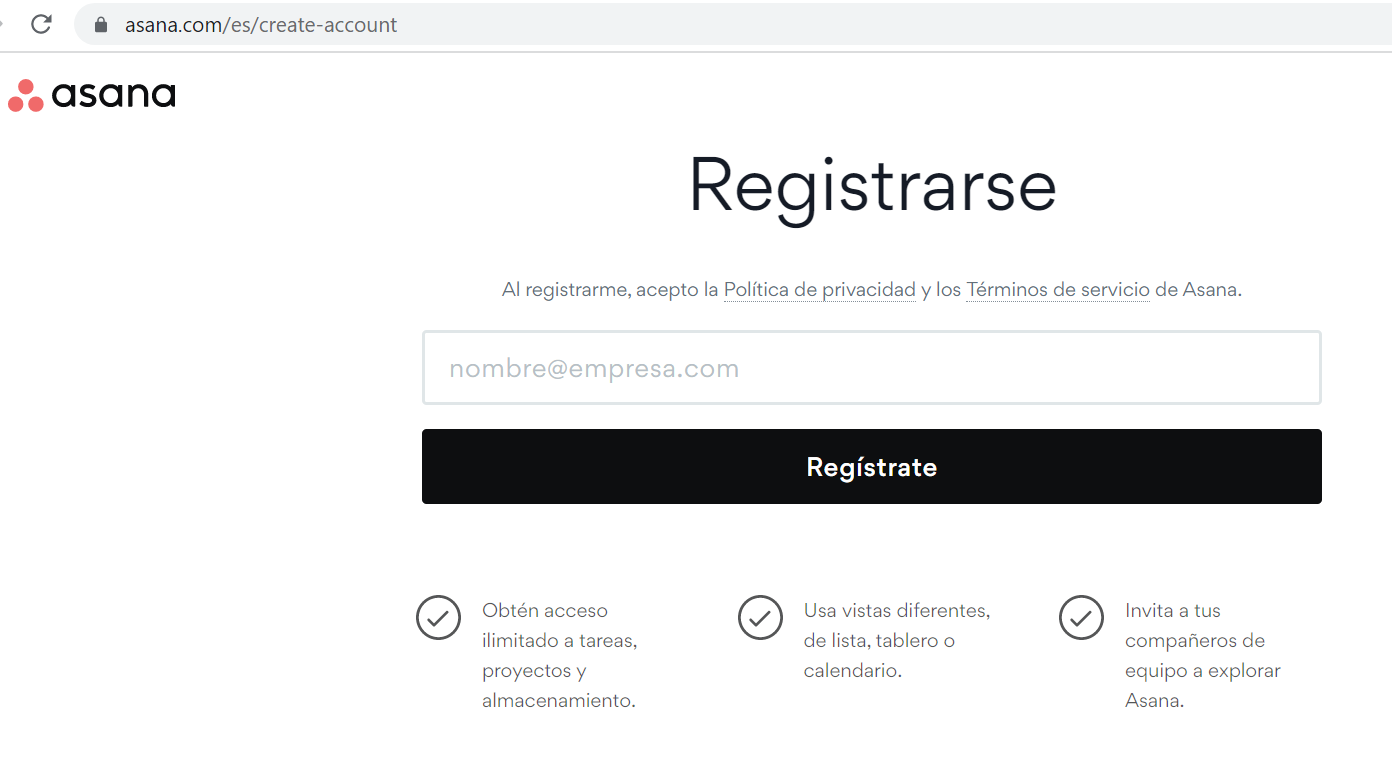 asana.com/es/create-account
asana
Registrarse
Al registrarme, acepto la Política de privacidad y los Términos de servicio de Asana.
nombre@empresa.com
Regístrate
Obtén acceso
ilimitado a tareas,
proyectos y
almacenamiento.
Usa vistas diferentes,
de lista, tablero o
calendario.
Invita a tus
compañeros de
equipo a explorar
Asana.